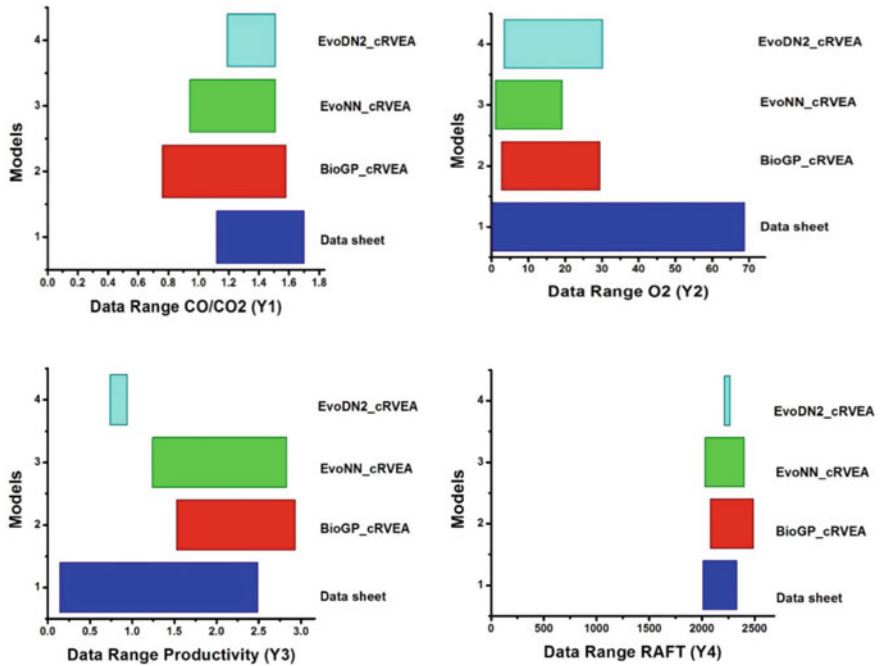 4
EvoDN2_cRVEA
3
EvoNN_cRVEA
Models
2
BioGP_cRVEA
1
Data sheet
0.0 0.2 0.4 0.6 0.8 1.0 1.2 1.4 1.6 1.8
Data Range CO/CO2 (Y1)
4
EvoDN2_cRVEA
3
EvoNN_cRVEA
Models
2
BioGP_cRVEA
1
Data sheet
0 10 20 30 40 50 60 70
Data Range O2 (Y2)
4
EvoDN2_cRVEA
3
EvoNN_cRVEA
Models
2
BioGP_cRVEA
1
Data sheet
0.0 0.5 1.0 1.5 2.0 2.5 3.0
Data Range Productivity (Y3)
4
EvoDN2_cRVEA
3
EvoNN_cRVEA
Models
2
BioGP_cRVEA
1
Data sheet
0 500 1000 1500 2000 2500
Data Range RAFT (Y4)